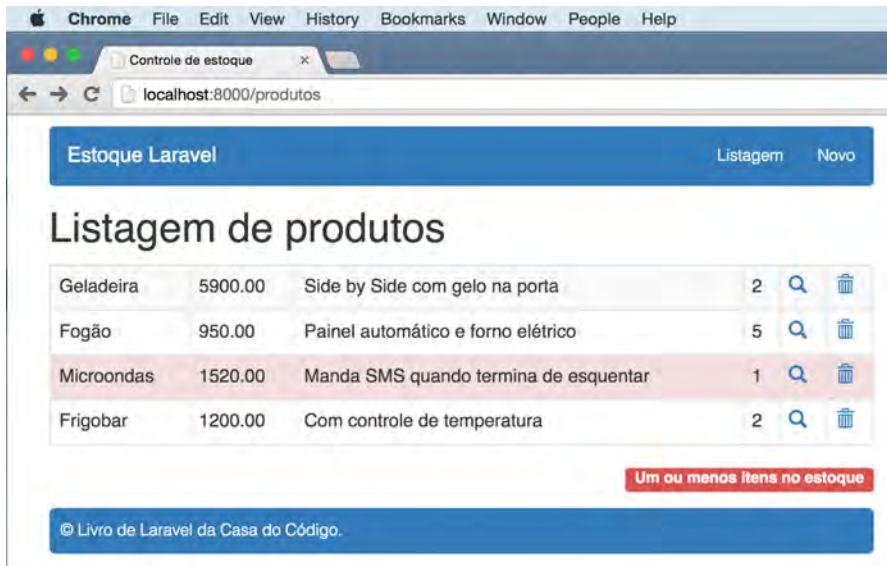 Chrome File Edit View History Bookmarks Window People Help
Controle de estoque ×
localhost:8000/produtos
Estoque Laravel Listagem Novo
Listagem de produtos
Geladeira 5900.00 Side by Side com gelo na porta 2
Fogão 950.00 Painel automático e forno elétrico 5
Microondas 1520.00 Manda SMS quando termina de esquentar 1
Frigobar 1200.00 Com controle de temperatura 2
Um ou menos itens no estoque
© Livro de Laravel da Casa do Código.